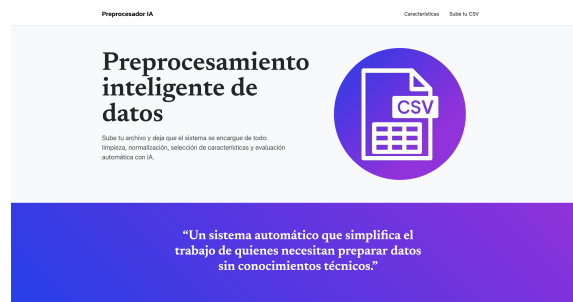 Preprocesador IA
Características
Sube tu CSV
Preprocesamiento
inteligente de
datos
Sube tu archivo y deja que el sistema se encargue de todo:
limpieza, normalización, selección de características y evaluación
automática con IA.
CSV
“Un sistema automático que simplifica el
trabajo de quienes necesitan preparar datos
sin conocimientos técnicos.”